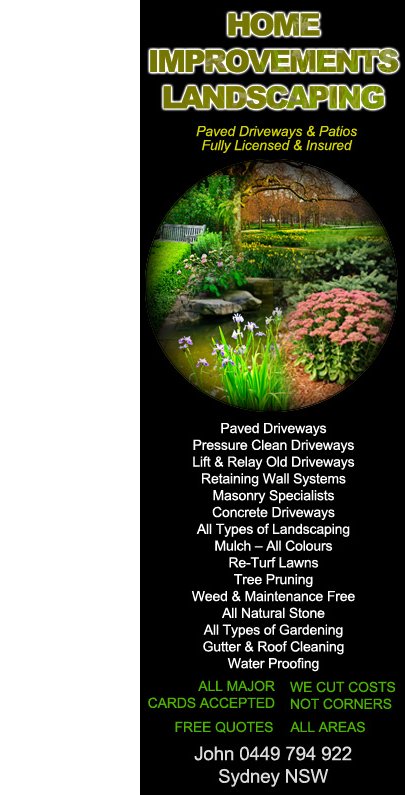 HOME
IMPROVEMENTS
LANDSCAPING
Paved Driveways & Patios
Fully Licensed & Insured
Paved Driveways
Pressure Clean Driveways
Lift & Relay Old Driveways
Retaining Wall Systems
Masonry Specialists
Concrete Driveways
All Types of Landscaping
Mulch – All Colours
Re-Turf Lawns
Tree Pruning
Weed & Maintenance Free
All Natural Stone
All Types of Gardening
Gutter & Roof Cleaning
Water Proofing
ALL MAJOR
CARDS ACCEPTED
WE CUT COSTS
NOT CORNERS
FREE QUOTES
ALL AREAS
John 0449 794 922
Sydney NSW